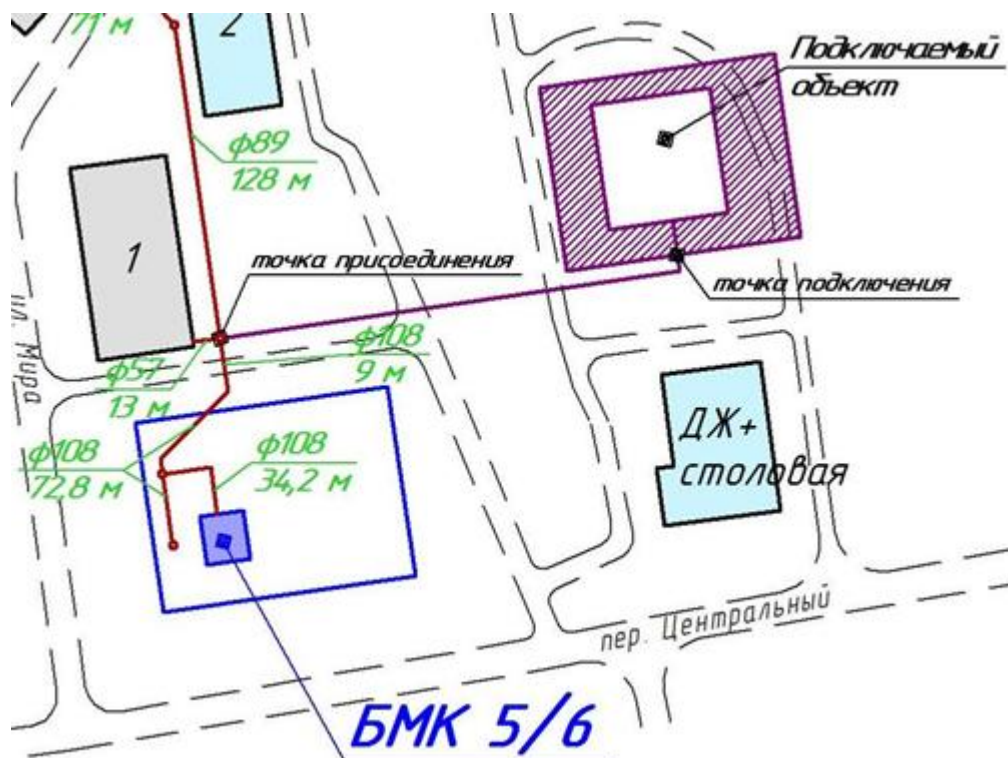 71 м
2
Подключаемый
объект
ф89
128 м
1
точка присоединения
точка подключения
ул. Мира
ф108
9 м
ф57
13 м
ф108
72,8 м
ф108
34,2 м
ДЖ+
столовая
пер. Центральный
БМК 5/6